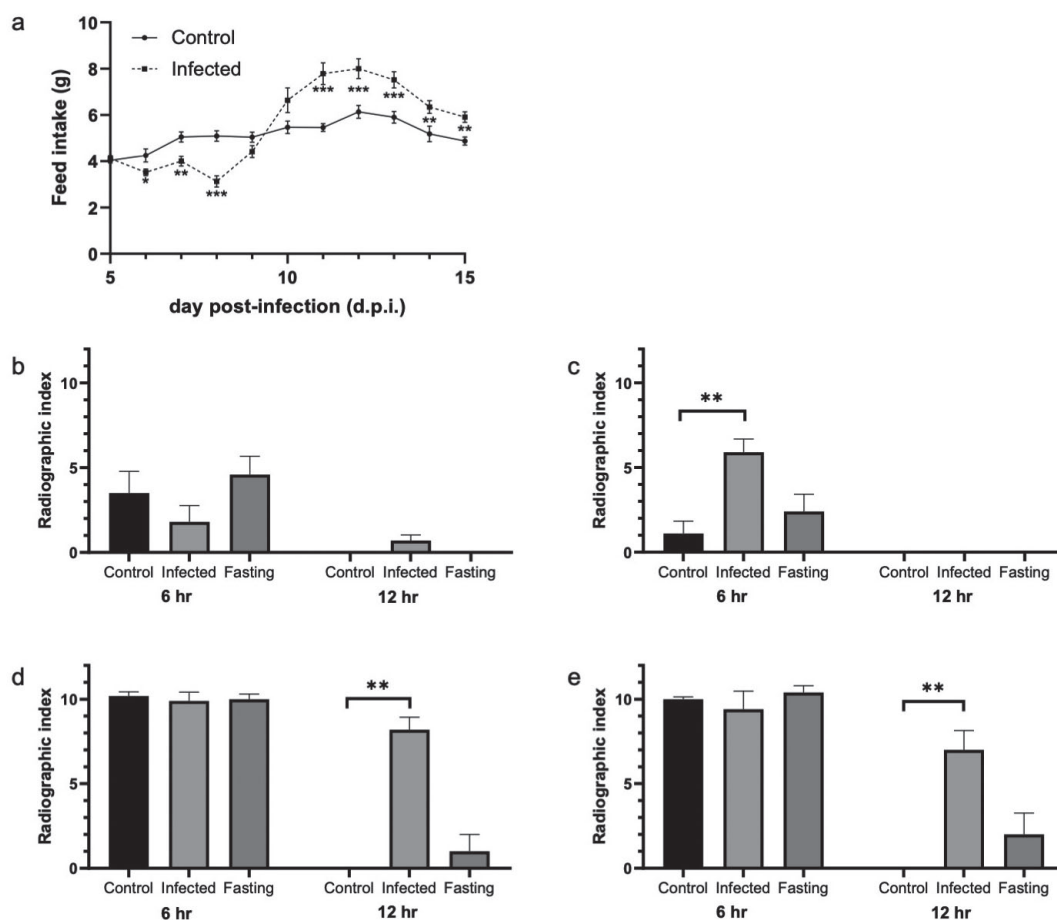 a
Control
Infected
Feed intake (g)
10
8
6
4
2
0
*
**
***
***
***
***
**
**
5
10
15
day post-infection (d.p.i.)
b
Radiographic index
10
5
0
Control Infected Fasting Control Infected Fasting
6 hr 12 hr
c
Radiographic index
10
5
0
**
Control Infected Fasting Control Infected Fasting
6 hr 12 hr
d
Radiographic index
10
5
0
**
Control Infected Fasting Control Infected Fasting
6 hr 12 hr
e
Radiographic index
10
5
0
**
Control Infected Fasting Control Infected Fasting
6 hr 12 hr